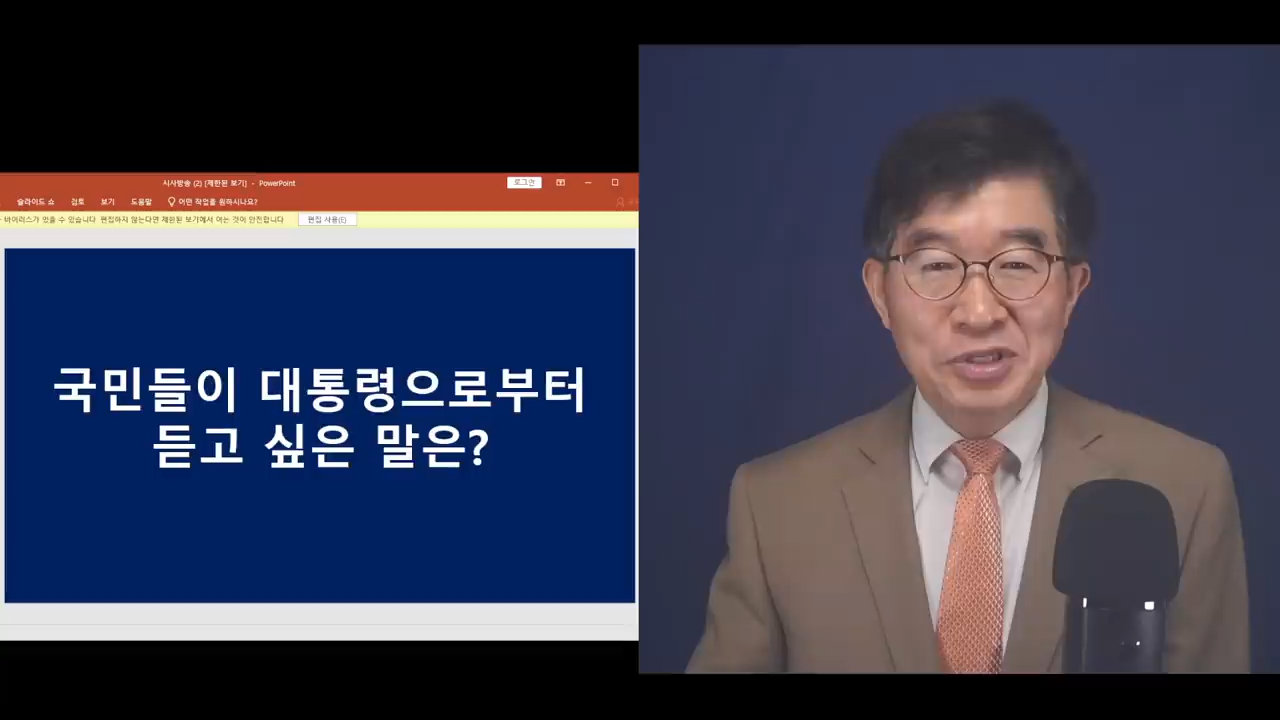 시사방송 (2) [제한된 보기] - PowerPoint
로그인
슬라이드 쇼 검토 보기 도움말 어떤 작업을 원하시나요?
바이러스가 있을 수 있습니다. 편집하지 않는다면 제한된 보기에서 여는 것이 안전합니다
편집 사용(E)
국민들이 대통령으로부터
듣고 싶은 말은?